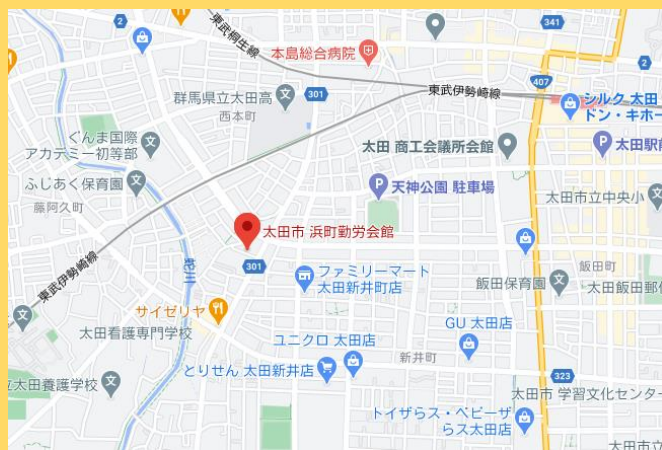 2
341
東武桐生線
本島総合病院
2
407
群馬県立太田高
301
東武伊勢崎線
シルク 太田
ドン・キホー
西本町
ぐんま国際
アカデミー初等部
太田 商工会議所会館
太田駅前
ふじあく保育園
天神公園 駐車場
太田市立中央小
藤阿久町
太田市 浜町勤労会館
東武伊勢崎線
蛇川
301
ファミリーマート
太田新井町店
飯田町
飯田保育園
太田飯田郵便
サイゼリヤ
太田看護専門学校
ユニクロ 太田店
GU 太田店
新井町
とりせん 太田新井店
323
立太田養護学校
太田市 学習文化センター
トイザらス・ベビーザ
らス太田店
太田市立